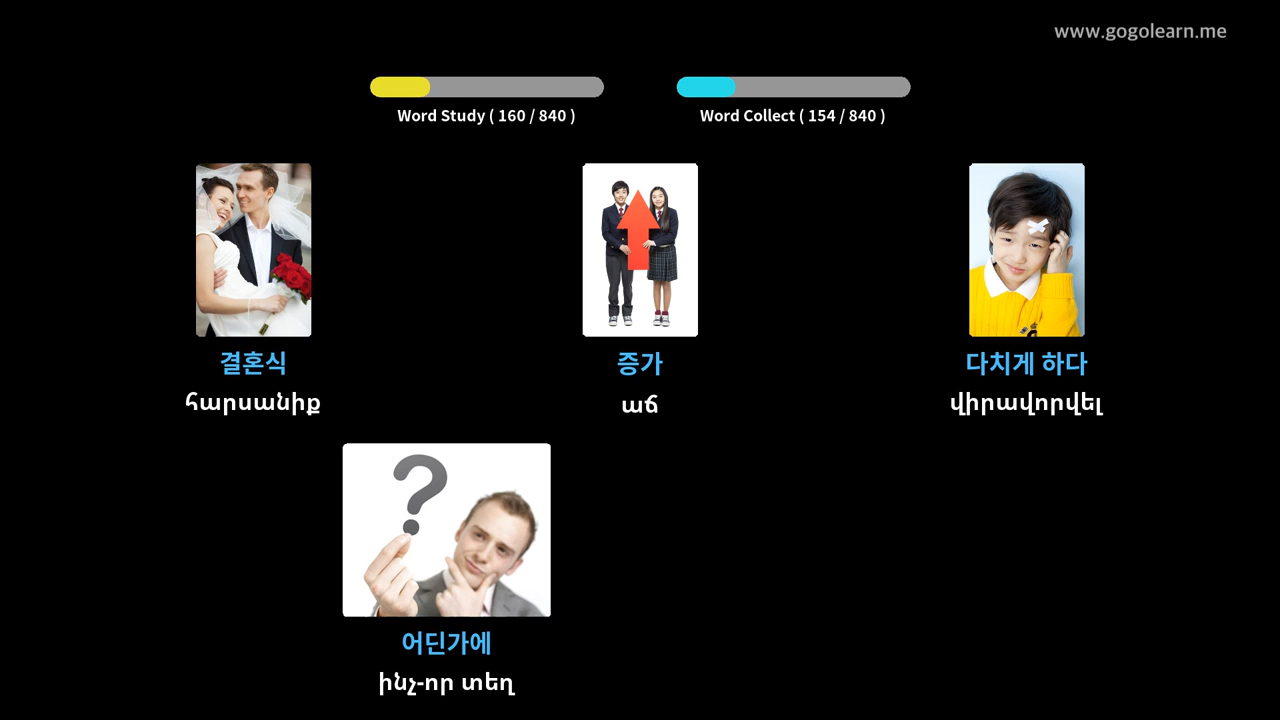 www.gogolearn.me
Word Study ( 160 / 840 )
Word Collect ( 154 / 840 )
결혼식
հարսանիք
증가
աճ
다치게 하다
վիրավորվել
?
어딘가에
ինչ-որ տեղ